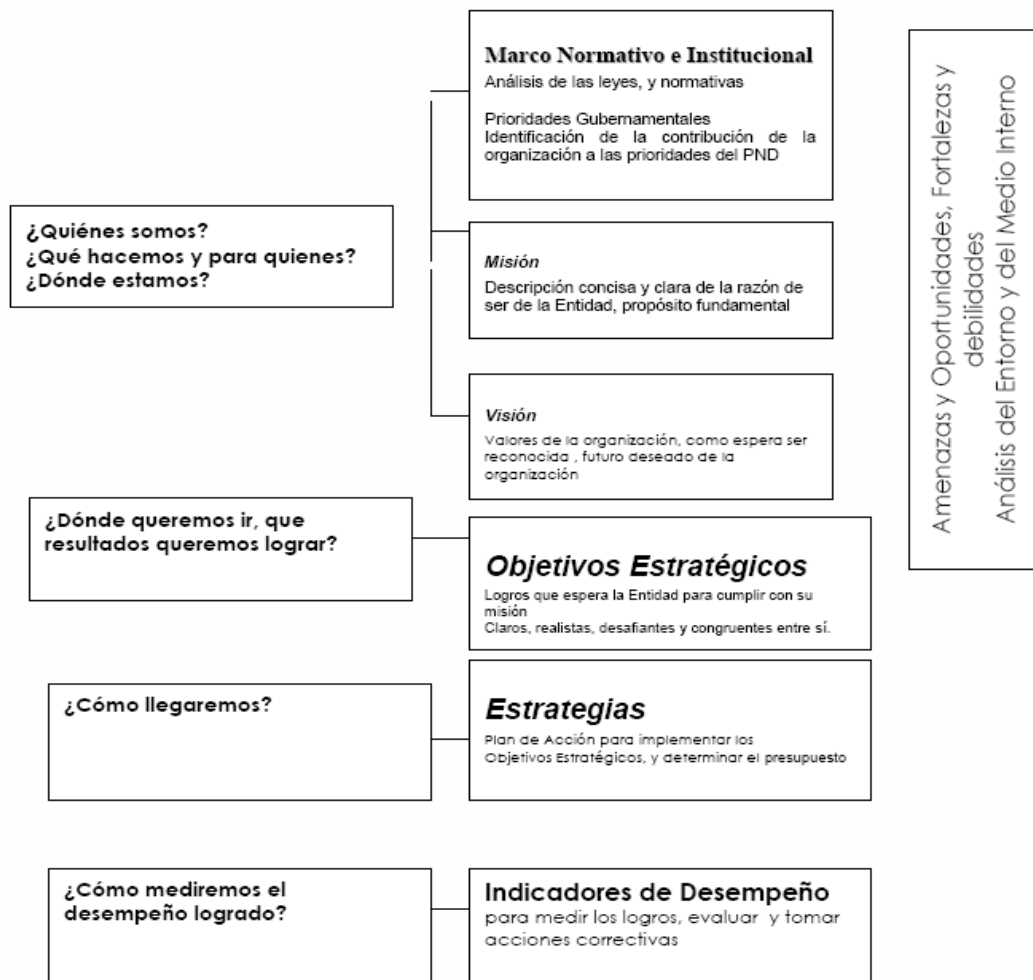 Marco Normativo e Institucional
Análisis de las leyes, y normativas
Prioridades Gubernamentales
Identificación de la contribución de la
organización a las prioridades del PND
¿Quiénes somos?
¿Qué hacemos y para quienes?
¿Dónde estamos?
Misión
Descripción concisa y clara de la razón de
ser de la Entidad, propósito fundamental
Visión
Valores de la organización, como espera ser
reconocida , futuro deseado de la
organización
¿Dónde queremos ir, que
resultados queremos lograr?
Objetivos Estratégicos
Logros que espera la Entidad para cumplir con su
misión
Claros, realistas, desafiantes y congruentes entre sí.
¿Cómo llegaremos?
Estrategias
Plan de Acción para implementar los
Objetivos Estratégicos, y determinar el presupuesto
¿Cómo mediremos el
desempeño logrado?
Indicadores de Desempeño
para medir los logros, evaluar y tomar
acciones correctivas
Amenazas y Oportunidades, Fortalezas y
debilidades
Análisis del Entorno y del Medio Interno